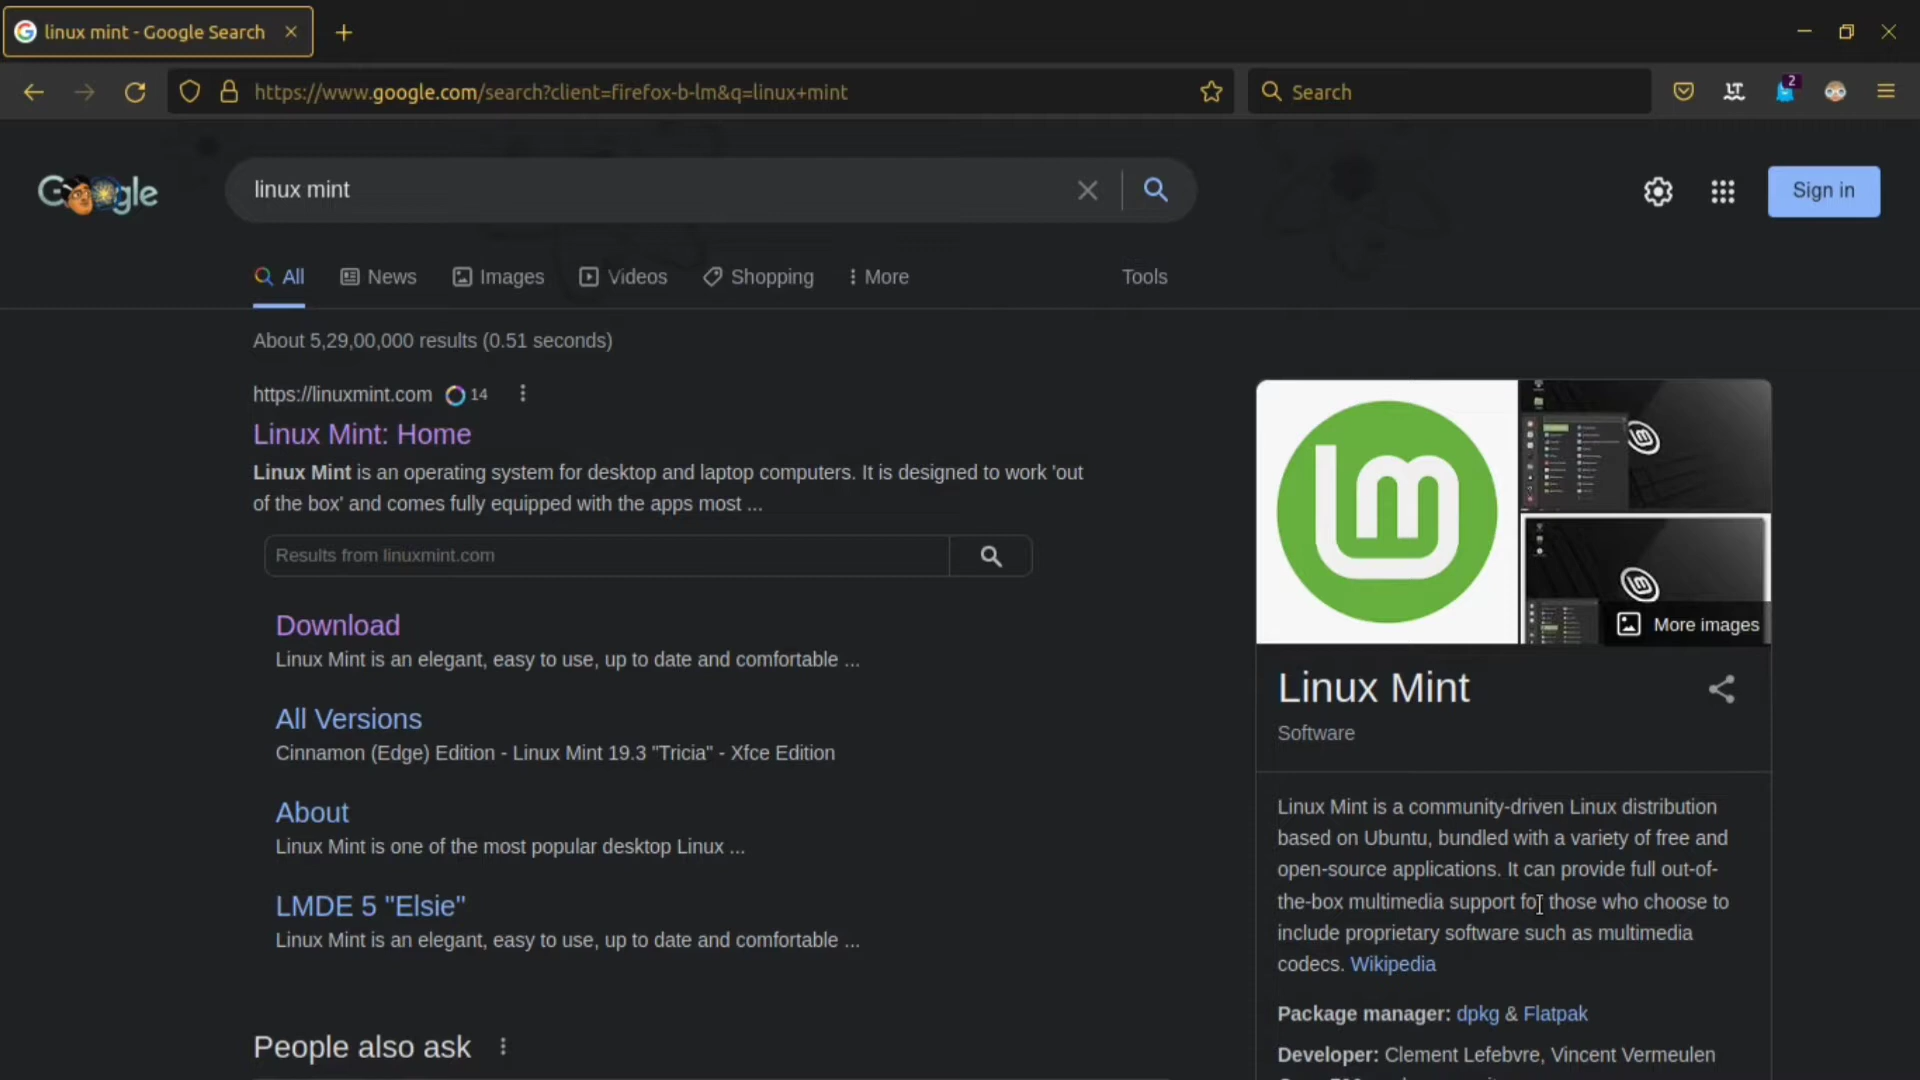 linux mint - Google Search
https://www.google.com/search?client=firefox-b-lm&q=linux+mint
Search
LT
2
linux mint
Sign in
All
News
Images
Videos
Shopping
More
Tools
About 5,29,00,000 results (0.51 seconds)
https://linuxmint.com
14
Linux Mint: Home
Linux Mint is an operating system for desktop and laptop computers. It is designed to work 'out
of the box' and comes fully equipped with the apps most ...
Results from linuxmint.com
Download
Linux Mint is an elegant, easy to use, up to date and comfortable ...
All Versions
Cinnamon (Edge) Edition - Linux Mint 19.3 "Tricia" - Xfce Edition
About
Linux Mint is one of the most popular desktop Linux ...
LMDE 5 "Elsie"
Linux Mint is an elegant, easy to use, up to date and comfortable ...
People also ask
lm
More images
Linux Mint
Software
Linux Mint is a community-driven Linux distribution
based on Ubuntu, bundled with a variety of free and
open-source applications. It can provide full out-of-
the-box multimedia support for those who choose to
include proprietary software such as multimedia
codecs. Wikipedia
Package manager: dpkg & Flatpak
Developer: Clement Lefebvre, Vincent Vermeulen